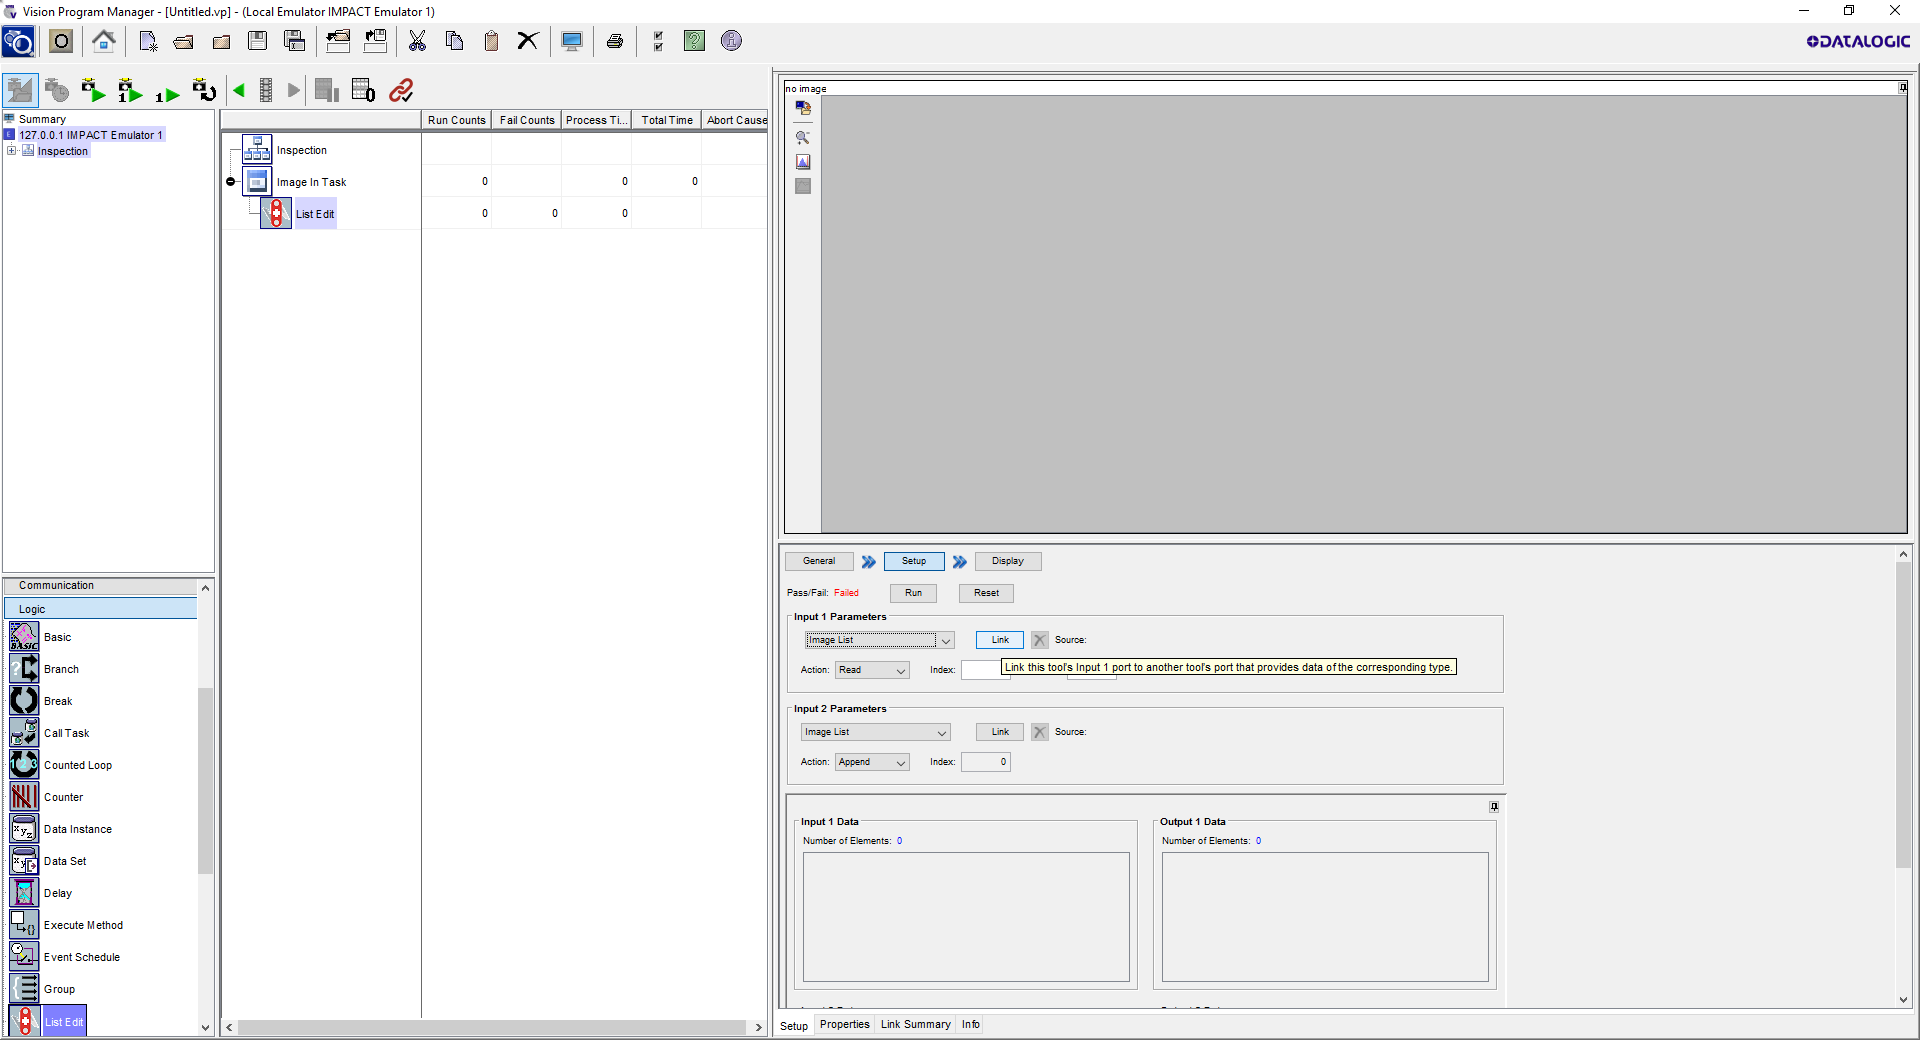 Vision Program Manager - [Untitled.vp] - (Local Emulator IMPACT Emulator 1)
DATALOGIC
Summary
127.0.0.1 IMPACT Emulator 1
Inspection
Run Counts Fail Counts Process Ti... Total Time Abort Cause
Inspection
Image In Task 0 0 0
List Edit 0 0 0
Communication
Logic
Basic
Branch
Break
Call Task
Counted Loop
Counter
Data Instance
Data Set
Delay
Execute Method
Event Schedule
Group
List Edit
no image
General Setup Display
Pass/Fail: Failed Run Reset
Input 1 Parameters
Image List Link Source:
Action: Read Index:
Link this tool's Input 1 port to another tool's port that provides data of the corresponding type.
Input 2 Parameters
Image List Link Source:
Action: Append Index: 0
Input 1 Data
Number of Elements: 0
Output 1 Data
Number of Elements: 0
Setup Properties Link Summary Info